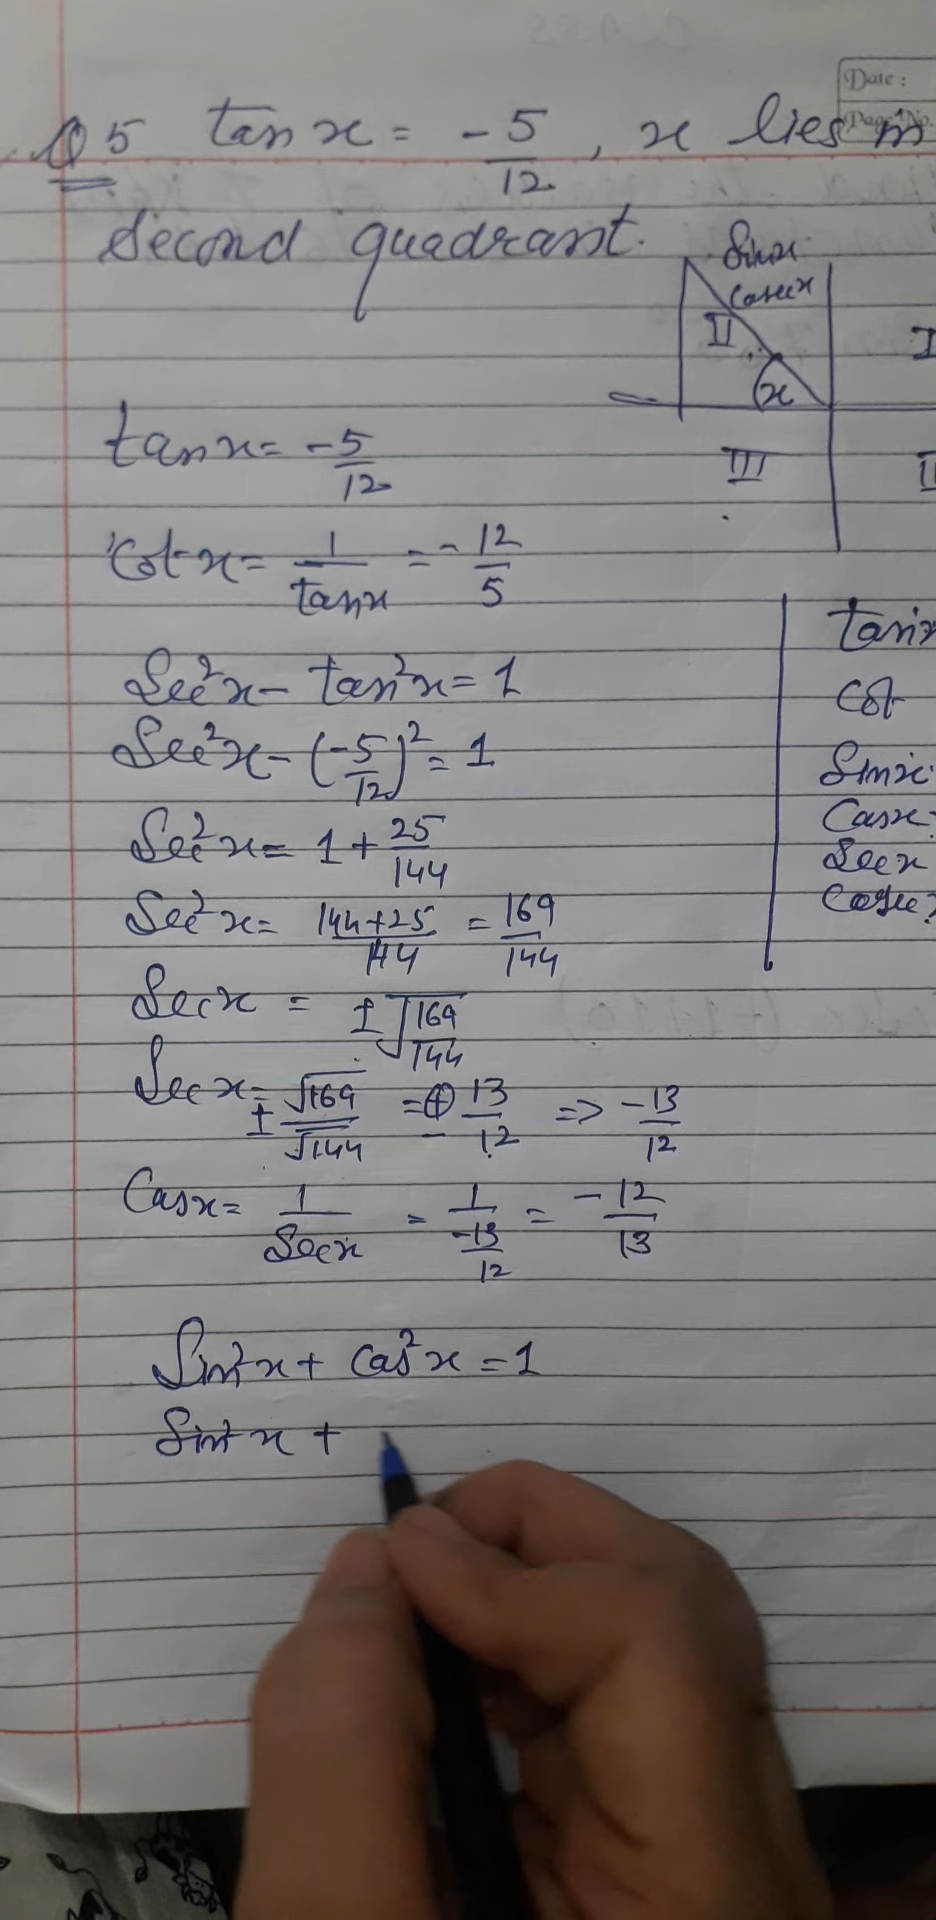 Date :
Page No.
Q5 tan x = -5/12, x lies in
Second quadrant.
Sin x
Cosec x
II
I
x
III
tan x = -5/12
Cot x = 1/tan x = -12/5
Sec²x - tan²x = 1
Sec²x - (-5/12)² = 1
Sec²x = 1 + 25/144
Sec²x = 144+25/144 = 169/144
Sec x = ±√169/144
Sec x = ±√169/√144 = ±13/12 => -13/12
Cos x = 1/Sec x = 1/-13/12 = -12/13
Sin²x + Cos²x = 1
Sin²x +
tan x
Cot
Sin x
Cos x
Sec x
Cosec